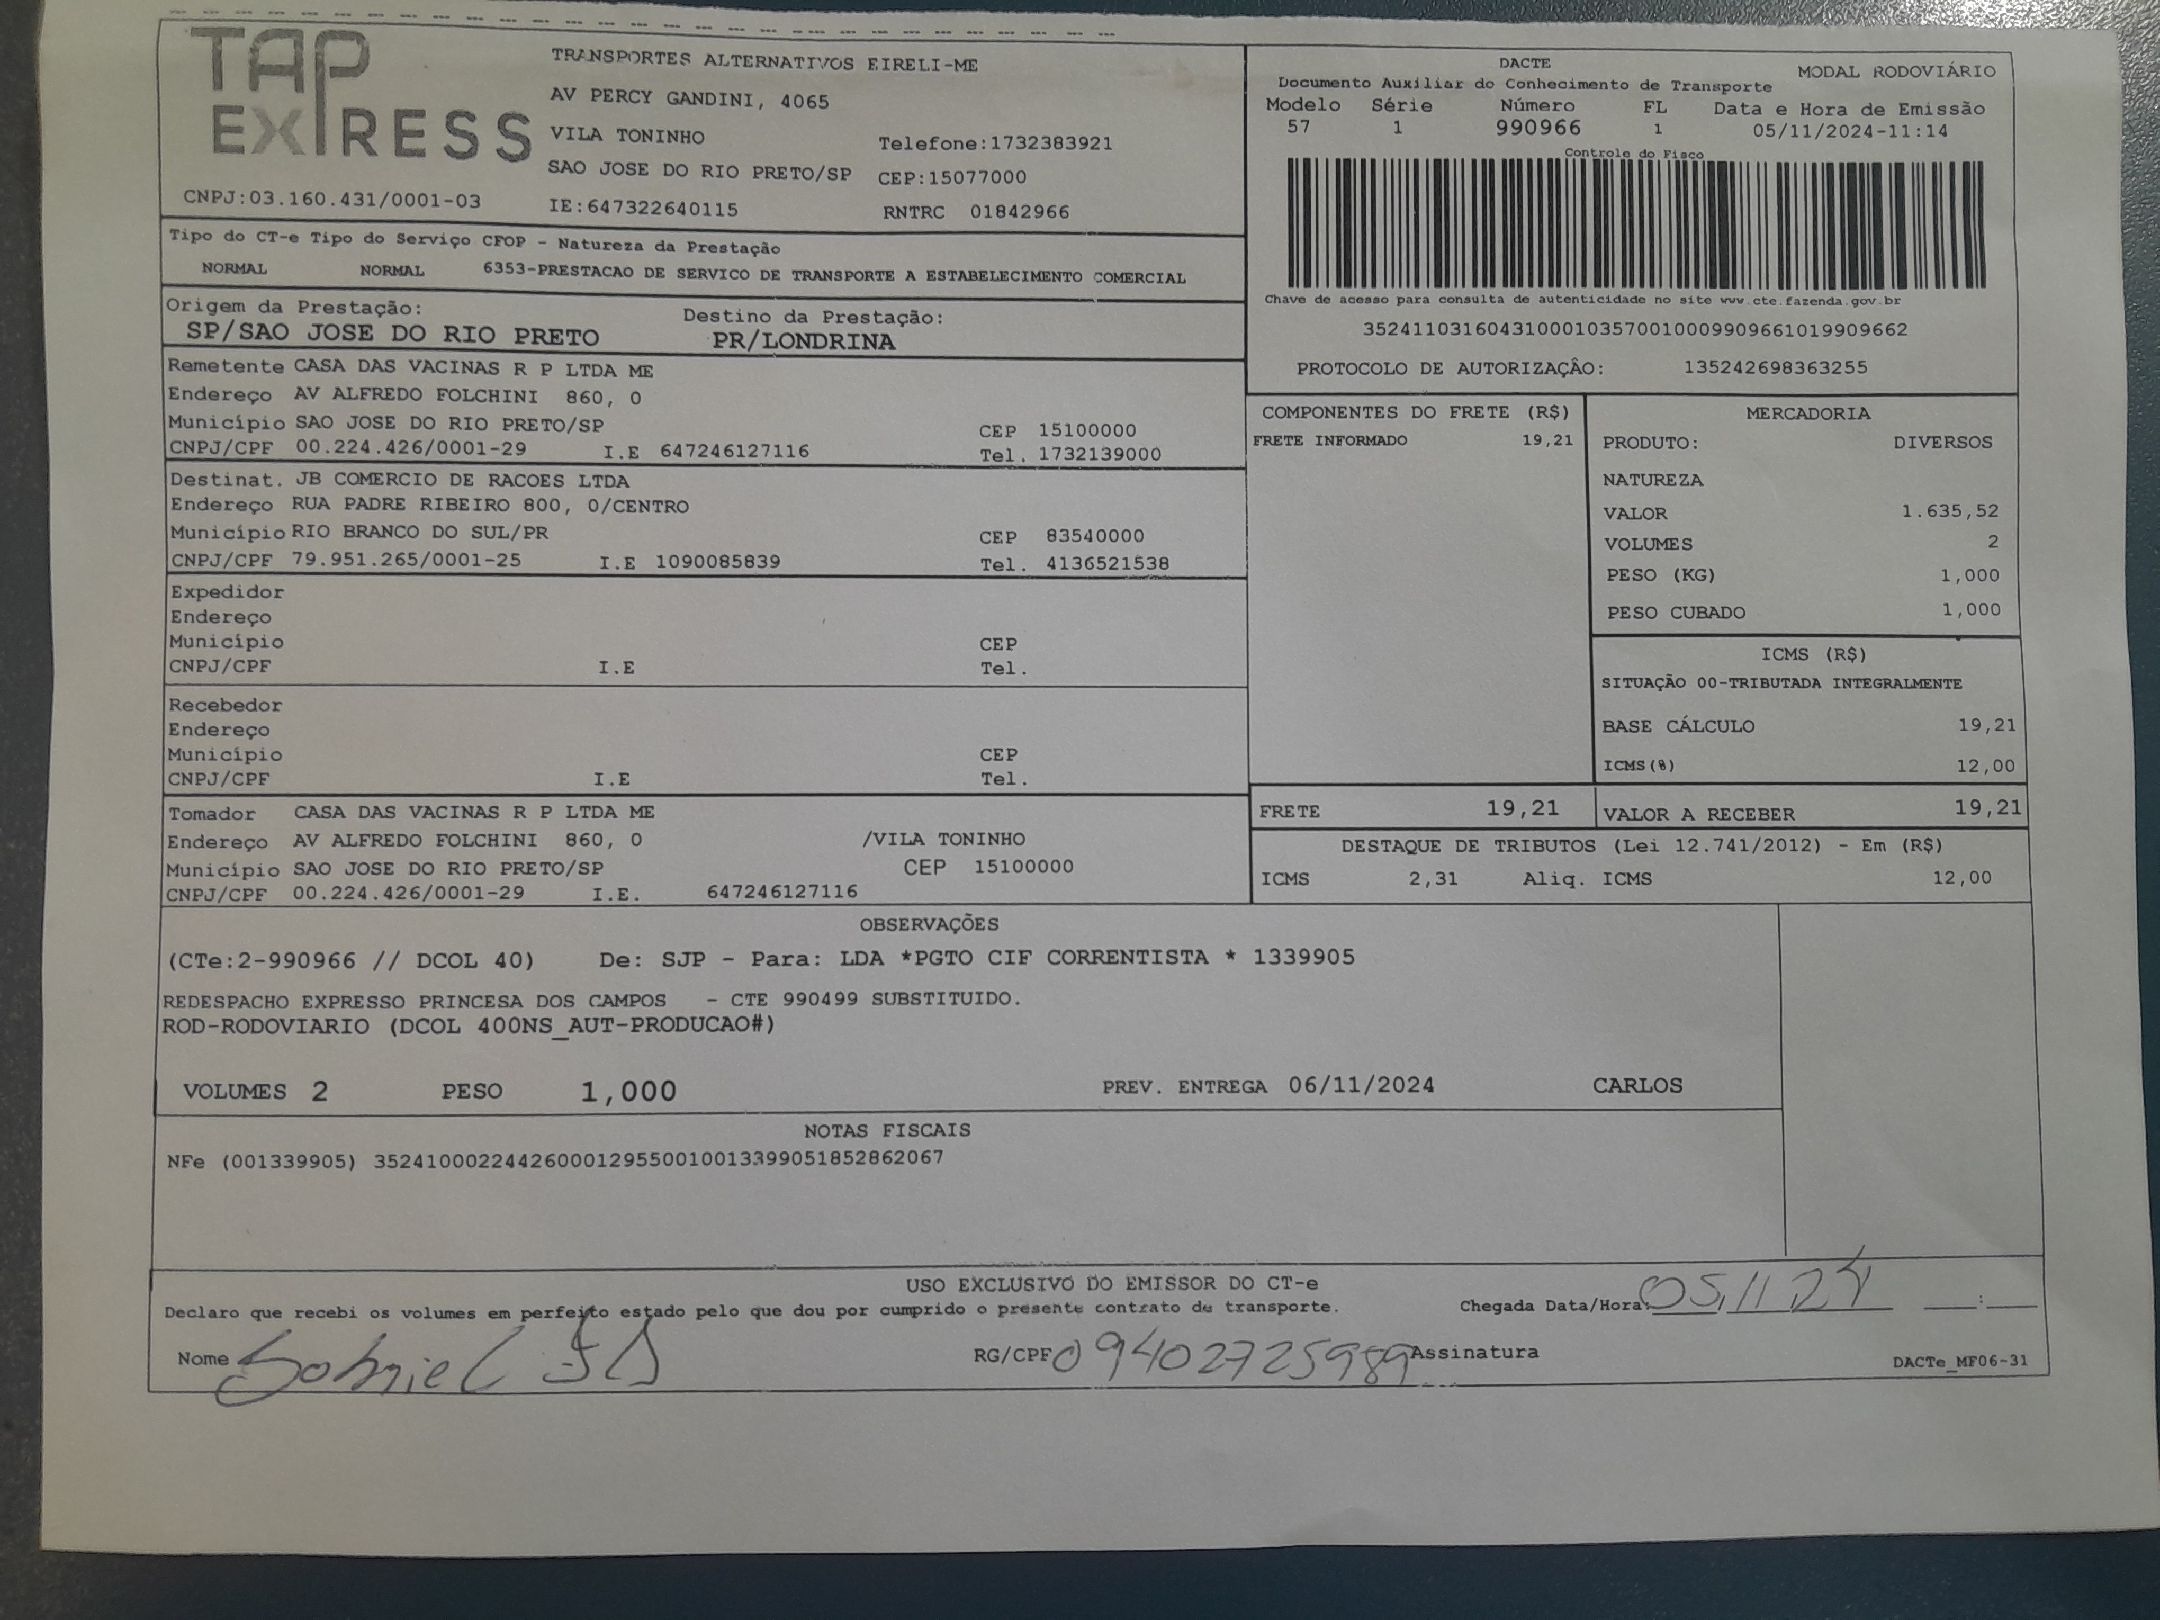 TAP
EXPRESS
TRANSPORTES ALTERNATIVOS EIRELI-ME
AV PERCY GANDINI, 4065
VILA TONINHO Telefone:1732383921
SAO JOSE DO RIO PRETO/SP CEP:15077000
CNPJ:03.160.431/0001-03 IE:647322640115 RNTRC 01842966
DACTE MODAL RODOVIÁRIO
Documento Auxiliar do Conhecimento de Transporte
Modelo Série Número FL Data e Hora de Emissão
57 1 990966 1 05/11/2024-11:14
Controle do Fisco
Chave de acesso para consulta de autenticidade no site www.cte.fazenda.gov.br
35241103160431000103570010009909661019909662
PROTOCOLO DE AUTORIZAÇÂO: 135242698363255
Tipo do CT-e Tipo do Serviço CFOP - Natureza da Prestação
NORMAL NORMAL 6353-PRESTACAO DE SERVICO DE TRANSPORTE A ESTABELECIMENTO COMERCIAL
Origem da Prestação: Destino da Prestação:
SP/SAO JOSE DO RIO PRETO PR/LONDRINA
Remetente CASA DAS VACINAS R P LTDA ME
Endereço AV ALFREDO FOLCHINI 860, 0
Município SAO JOSE DO RIO PRETO/SP CEP 15100000
CNPJ/CPF 00.224.426/0001-29 I.E 647246127116 Tel. 1732139000
Destinat. JB COMERCIO DE RACOES LTDA
Endereço RUA PADRE RIBEIRO 800, 0/CENTRO
Município RIO BRANCO DO SUL/PR CEP 83540000
CNPJ/CPF 79.951.265/0001-25 I.E 1090085839 Tel. 4136521538
Expedidor
Endereço
Município CEP
CNPJ/CPF I.E Tel.
Recebedor
Endereço
Município CEP
CNPJ/CPF I.E Tel.
Tomador CASA DAS VACINAS R P LTDA ME
Endereço AV ALFREDO FOLCHINI 860, 0 /VILA TONINHO
Município SAO JOSE DO RIO PRETO/SP CEP 15100000
CNPJ/CPF 00.224.426/0001-29 I.E. 647246127116
COMPONENTES DO FRETE (R$)
FRETE INFORMADO 19,21
MERCADORIA
PRODUTO: DIVERSOS
NATUREZA
VALOR 1.635,52
VOLUMES 2
PESO (KG) 1,000
PESO CUBADO 1,000
ICMS (R$)
SITUAÇÃO 00-TRIBUTADA INTEGRALMENTE
BASE CÁLCULO 19,21
ICMS(%) 12,00
FRETE 19,21 VALOR A RECEBER 19,21
DESTAQUE DE TRIBUTOS (Lei 12.741/2012) - Em (R$)
ICMS 2,31 Aliq. ICMS 12,00
OBSERVAÇÕES
(CTe:2-990966 // DCOL 40) De: SJP - Para: LDA *PGTO CIF CORRENTISTA * 1339905
REDESPACHO EXPRESSO PRINCESA DOS CAMPOS - CTE 990499 SUBSTITUIDO.
ROD-RODOVIARIO (DCOL 400NS_AUT-PRODUCAO#)
VOLUMES 2 PESO 1,000 PREV. ENTREGA 06/11/2024 CARLOS
NOTAS FISCAIS
NFe (001339905) 35241000224426000129550010013399051852862067
USO EXCLUSIVO DO EMISSOR DO CT-e
Declaro que recebi os volumes em perfeito estado pelo que dou por cumprido o presente contrato de transporte. Chegada Data/Hora: 05 11 24 :
Nome Gabriel RG/CPF 09402725989 Assinatura
DACTe_MF06-31